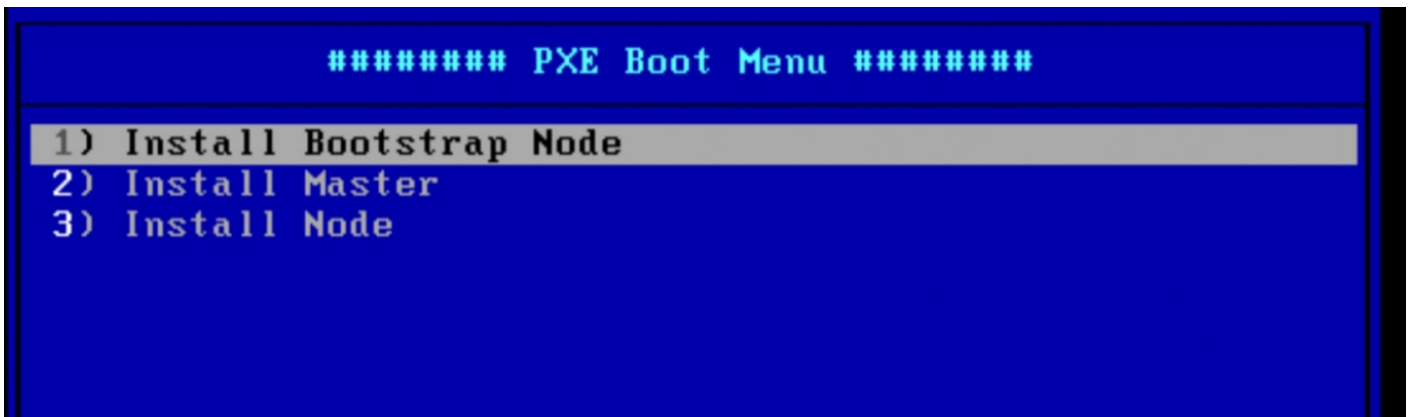 ######## PXE Boot Menu ########
1) Install Bootstrap Node
2) Install Master
3) Install Node